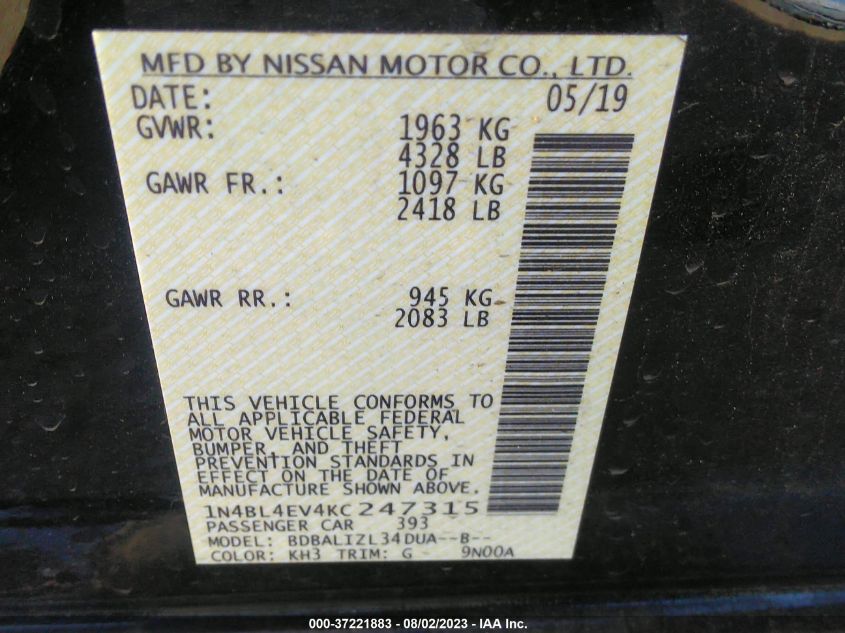 MFD BY NISSAN MOTOR CO., LTD.
DATE: 05/19
GVWR: 1963 KG
4328 LB
GAWR FR.: 1097 KG
2418 LB
GAWR RR.: 945 KG
2083 LB
THIS VEHICLE CONFORMS TO
ALL APPLICABLE FEDERAL
MOTOR VEHICLE SAFETY,
BUMPER, AND THEFT
PREVENTION STANDARDS IN
EFFECT ON THE DATE OF
MANUFACTURE SHOWN ABOVE.
1N4BL4EV4KC247315
PASSENGER CAR 393
MODEL: BDBALIZL34DUA--B--
COLOR: KH3 TRIM: G 9N00A
000-37221883 - 08/02/2023 - IAA Inc.